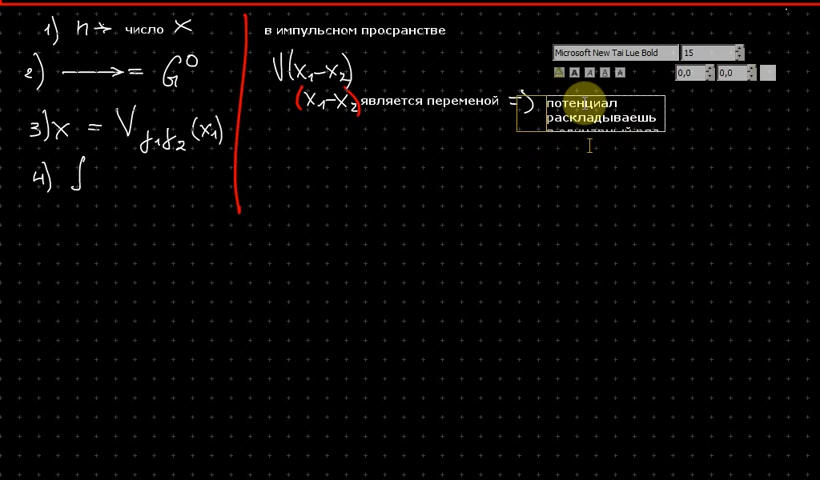 1) n → число X
2) ⟶ = G⁰
3) X = V_{γ1γ2}(x₁)
4) ∫
в импульсном просранстве
V(x₁-x₂)
(x₁-x₂) является переменой =>
Microsoft New Tai Lue Bold 15
A A A A A 0,0 0,0
потенциал
раскладываешь